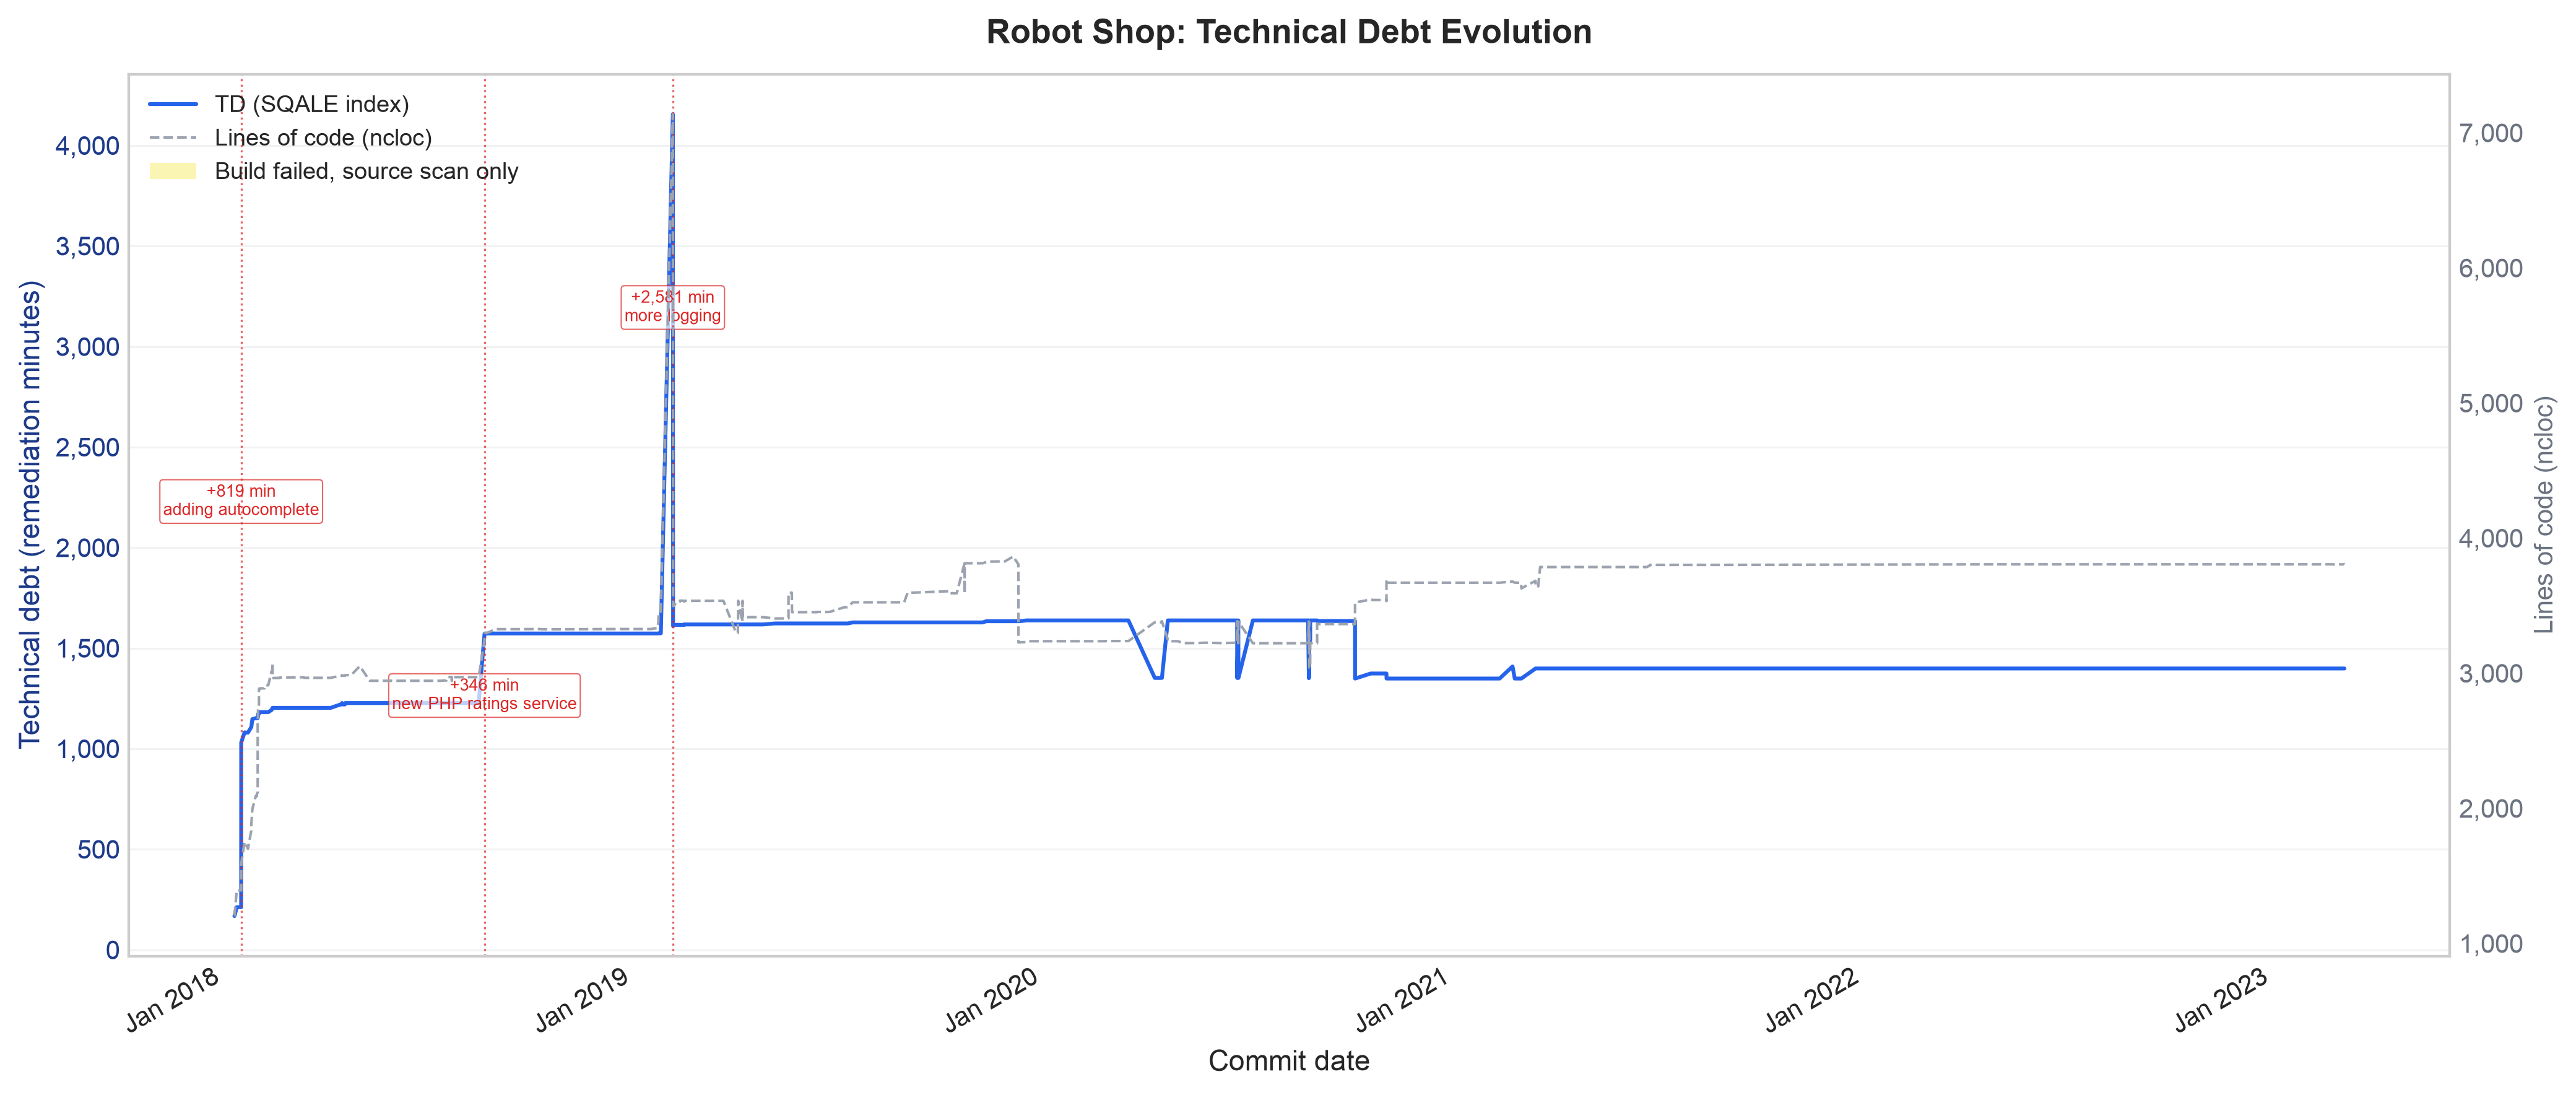 Robot Shop: Technical Debt Evolution
TD (SQALE index)
Lines of code (ncloc)
Build failed, source scan only
Technical debt (remediation minutes)
4,000
3,500
3,000
2,500
2,000
1,500
1,000
500
0
+819 min
adding autocomplete
+346 min
new PHP ratings service
+2,581 min
more logging
7,000
6,000
5,000
4,000
3,000
2,000
1,000
Lines of code (ncloc)
Jan 2018
Jan 2019
Jan 2020
Jan 2021
Jan 2022
Jan 2023
Commit date